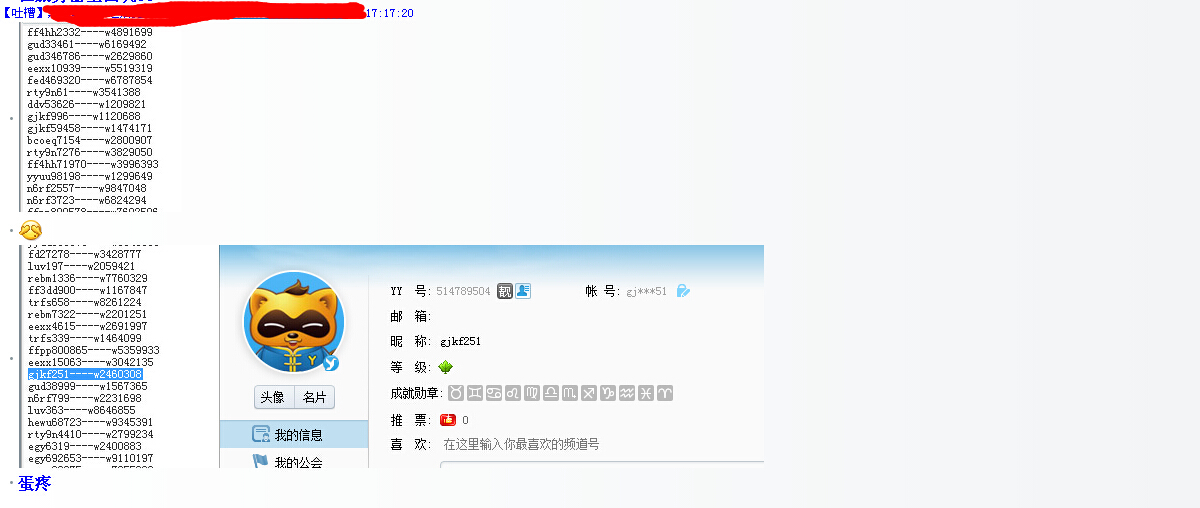 【吐槽】
17:17:20
ff4hh2332----w4891699
gud33461----w6169492
gud346786----w2629860
eexx10939----w5519319
fed469320----w6787854
rty9n61----w3541388
ddv53626----w1209821
gjkf996----w1120688
gjkf59458----w1474171
bcoeq7154----w2800907
rty9n7276----w3829050
ff4hh71970----w3996393
yyuu98198----w1299649
n6rf2557----w9847048
n6rf3723----w6824294
fd27278----w3428777
luv197----w2059421
rebm1336----w7760329
ff3dd900----w1167847
trfs658----w8261224
rebm7322----w2201251
eexx4615----w2691997
trfs339----w1464099
ffpp800865----w5359933
eexx15063----w3042135
gjkf251----w2460308
gud38999----w1567365
n6rf799----w2231698
luv363----w8646855
hewu68723----w9345391
rty9n4410----w2799234
egy6319----w2400883
egy692653----w9110197
头像 名片
我的信息
我的公会
YY 号: 514789504 靓 帐 号: gj***51
邮 箱:
昵 称: gjkf251
等 级:
成就勋章: ♉♊♋♌♍♎♏♐♑♒♓♈
推 票: 0
喜 欢: 在这里输入你最喜欢的频道号
蛋疼